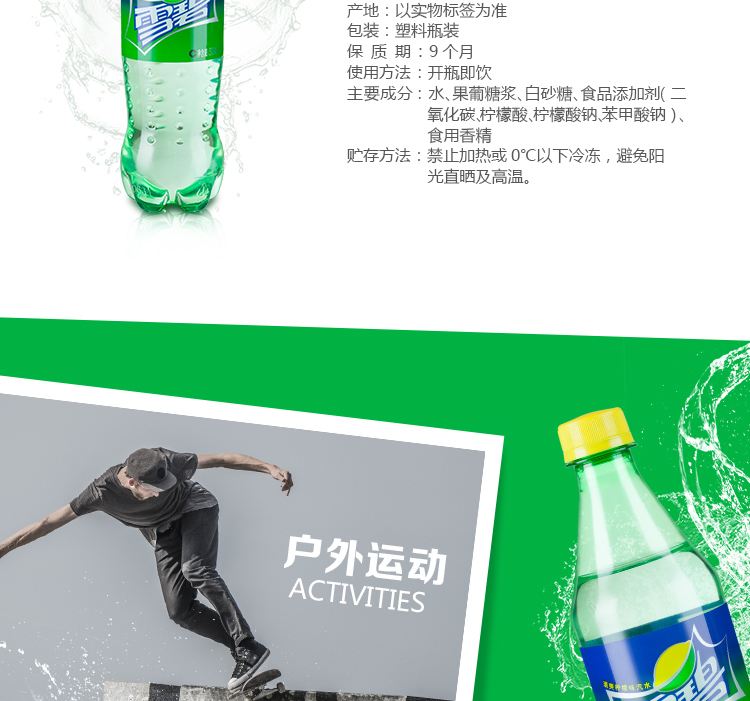 雪碧
产地：以实物标签为准
包装：塑料瓶装
保 质 期：9 个月
使用方法：开瓶即饮
主要成分：水、果葡糖浆、白砂糖、食品添加剂( 二
氧化碳,柠檬酸、柠檬酸钠、苯甲酸钠 ) 、
食用香精
贮存方法：禁止加热或 0℃以下冷冻，避免阳
光直晒及高温。
户外运动
ACTIVITIES
碧